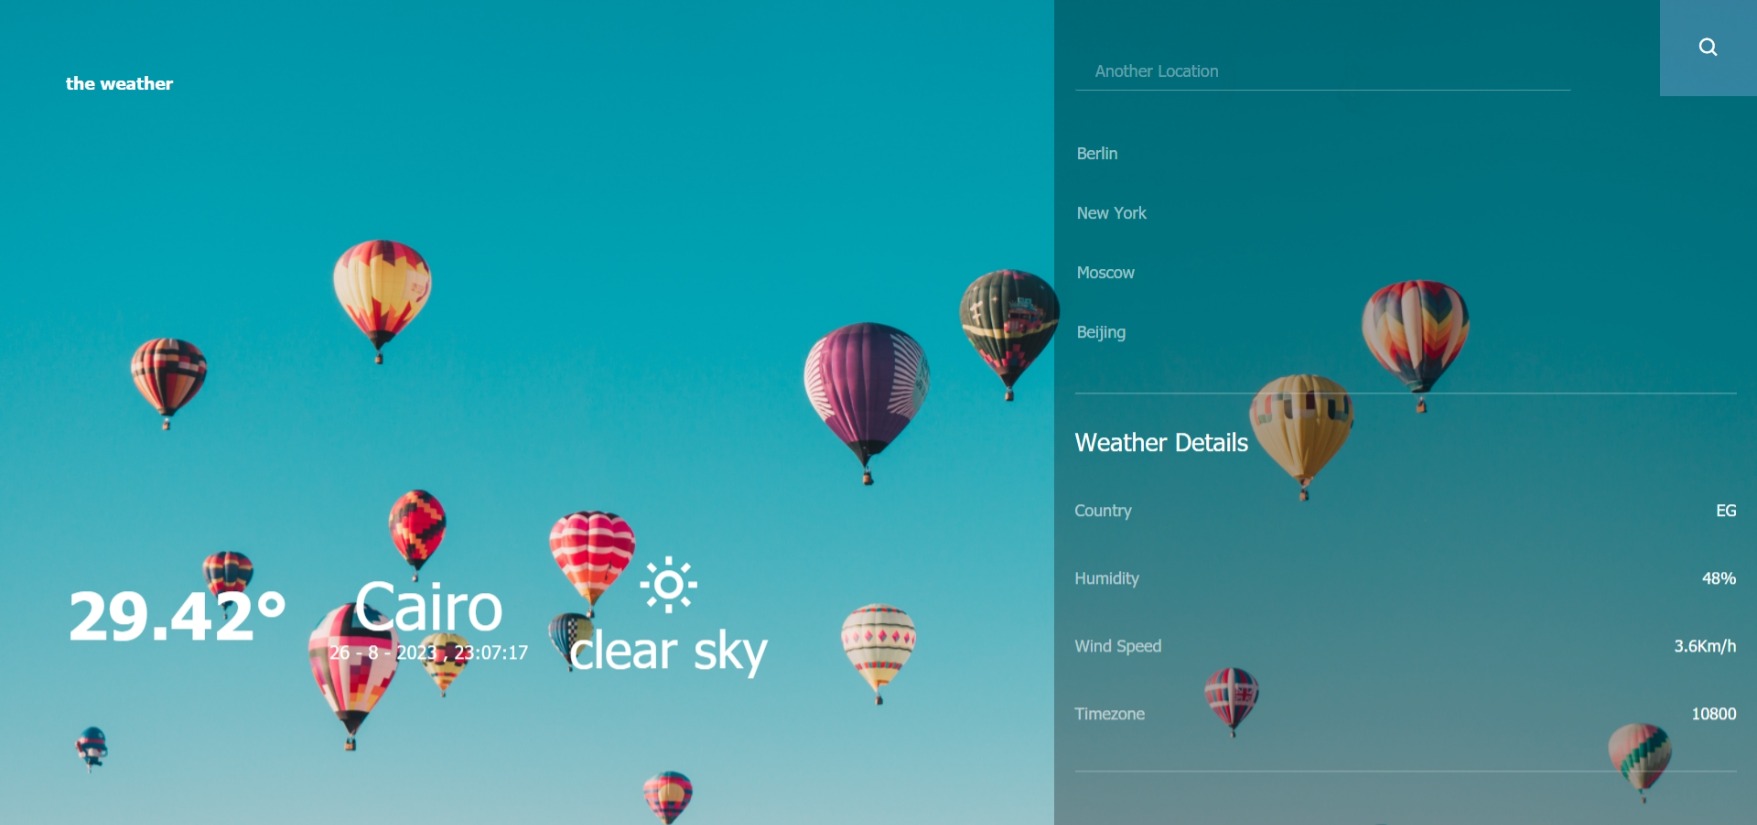 the weather
29.42°
Cairo
26 - 8 - 2023 , 23:07:17
clear sky
Another Location
Berlin
New York
Moscow
Beijing
Weather Details
Country EG
Humidity 48%
Wind Speed 3.6Km/h
Timezone 10800